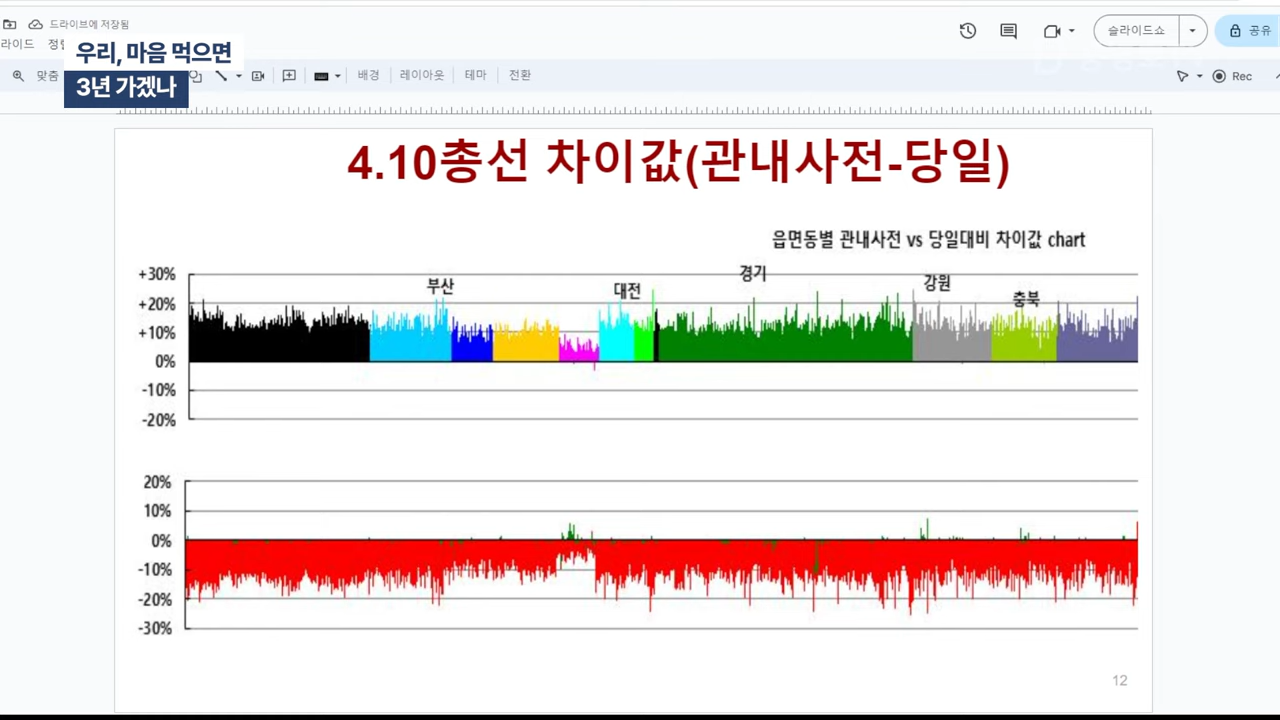 드라이브에 저장됨
라이드
우리, 마음 먹으면
3년 가겠나
슬라이드쇼
공유
맞춤
배경
레이아웃
테마
전환
Rec
4.10총선 차이값(관내사전-당일)
읍면동별 관내사전 vs 당일대비 차이값 chart
+30%
+20%
+10%
0%
-10%
-20%
부산
대전
경기
강원
충북
20%
10%
0%
-10%
-20%
-30%
12